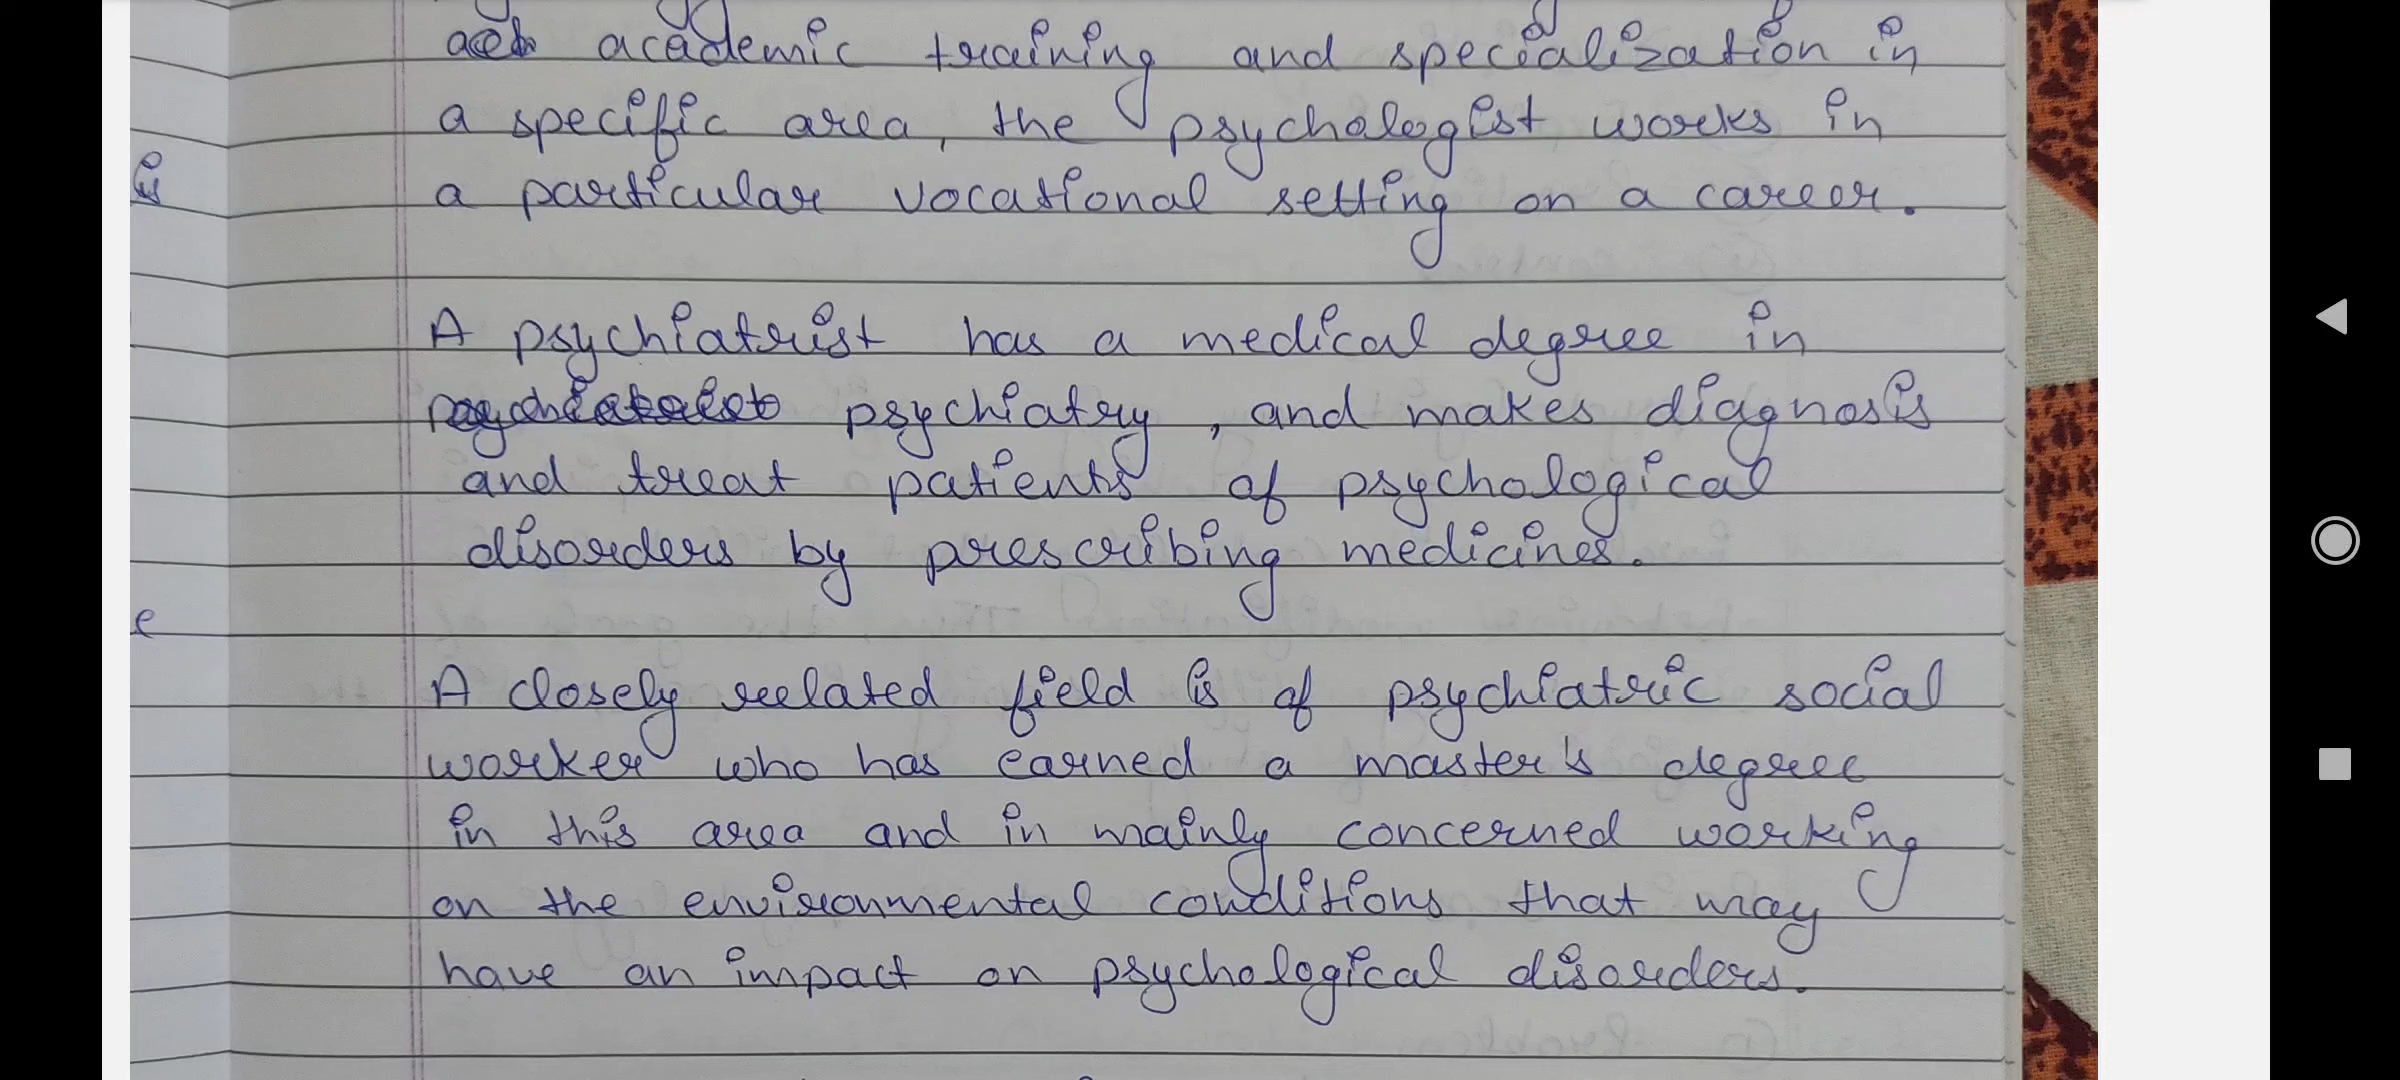 academic training and specialization in
a specific area, the psychologist works in
a particular vocational setting on a career.
is
A psychiatrist has a medical degree in
psychiatry, and makes diagnosis
and treat patients of psychological
disorders by prescribing medicines.
e
A closely related field is of psychiatric social
worker who has earned a master's degree
in this area and in mainly concerned working
on the environmental conditions that may
have an impact on psychological disorders.